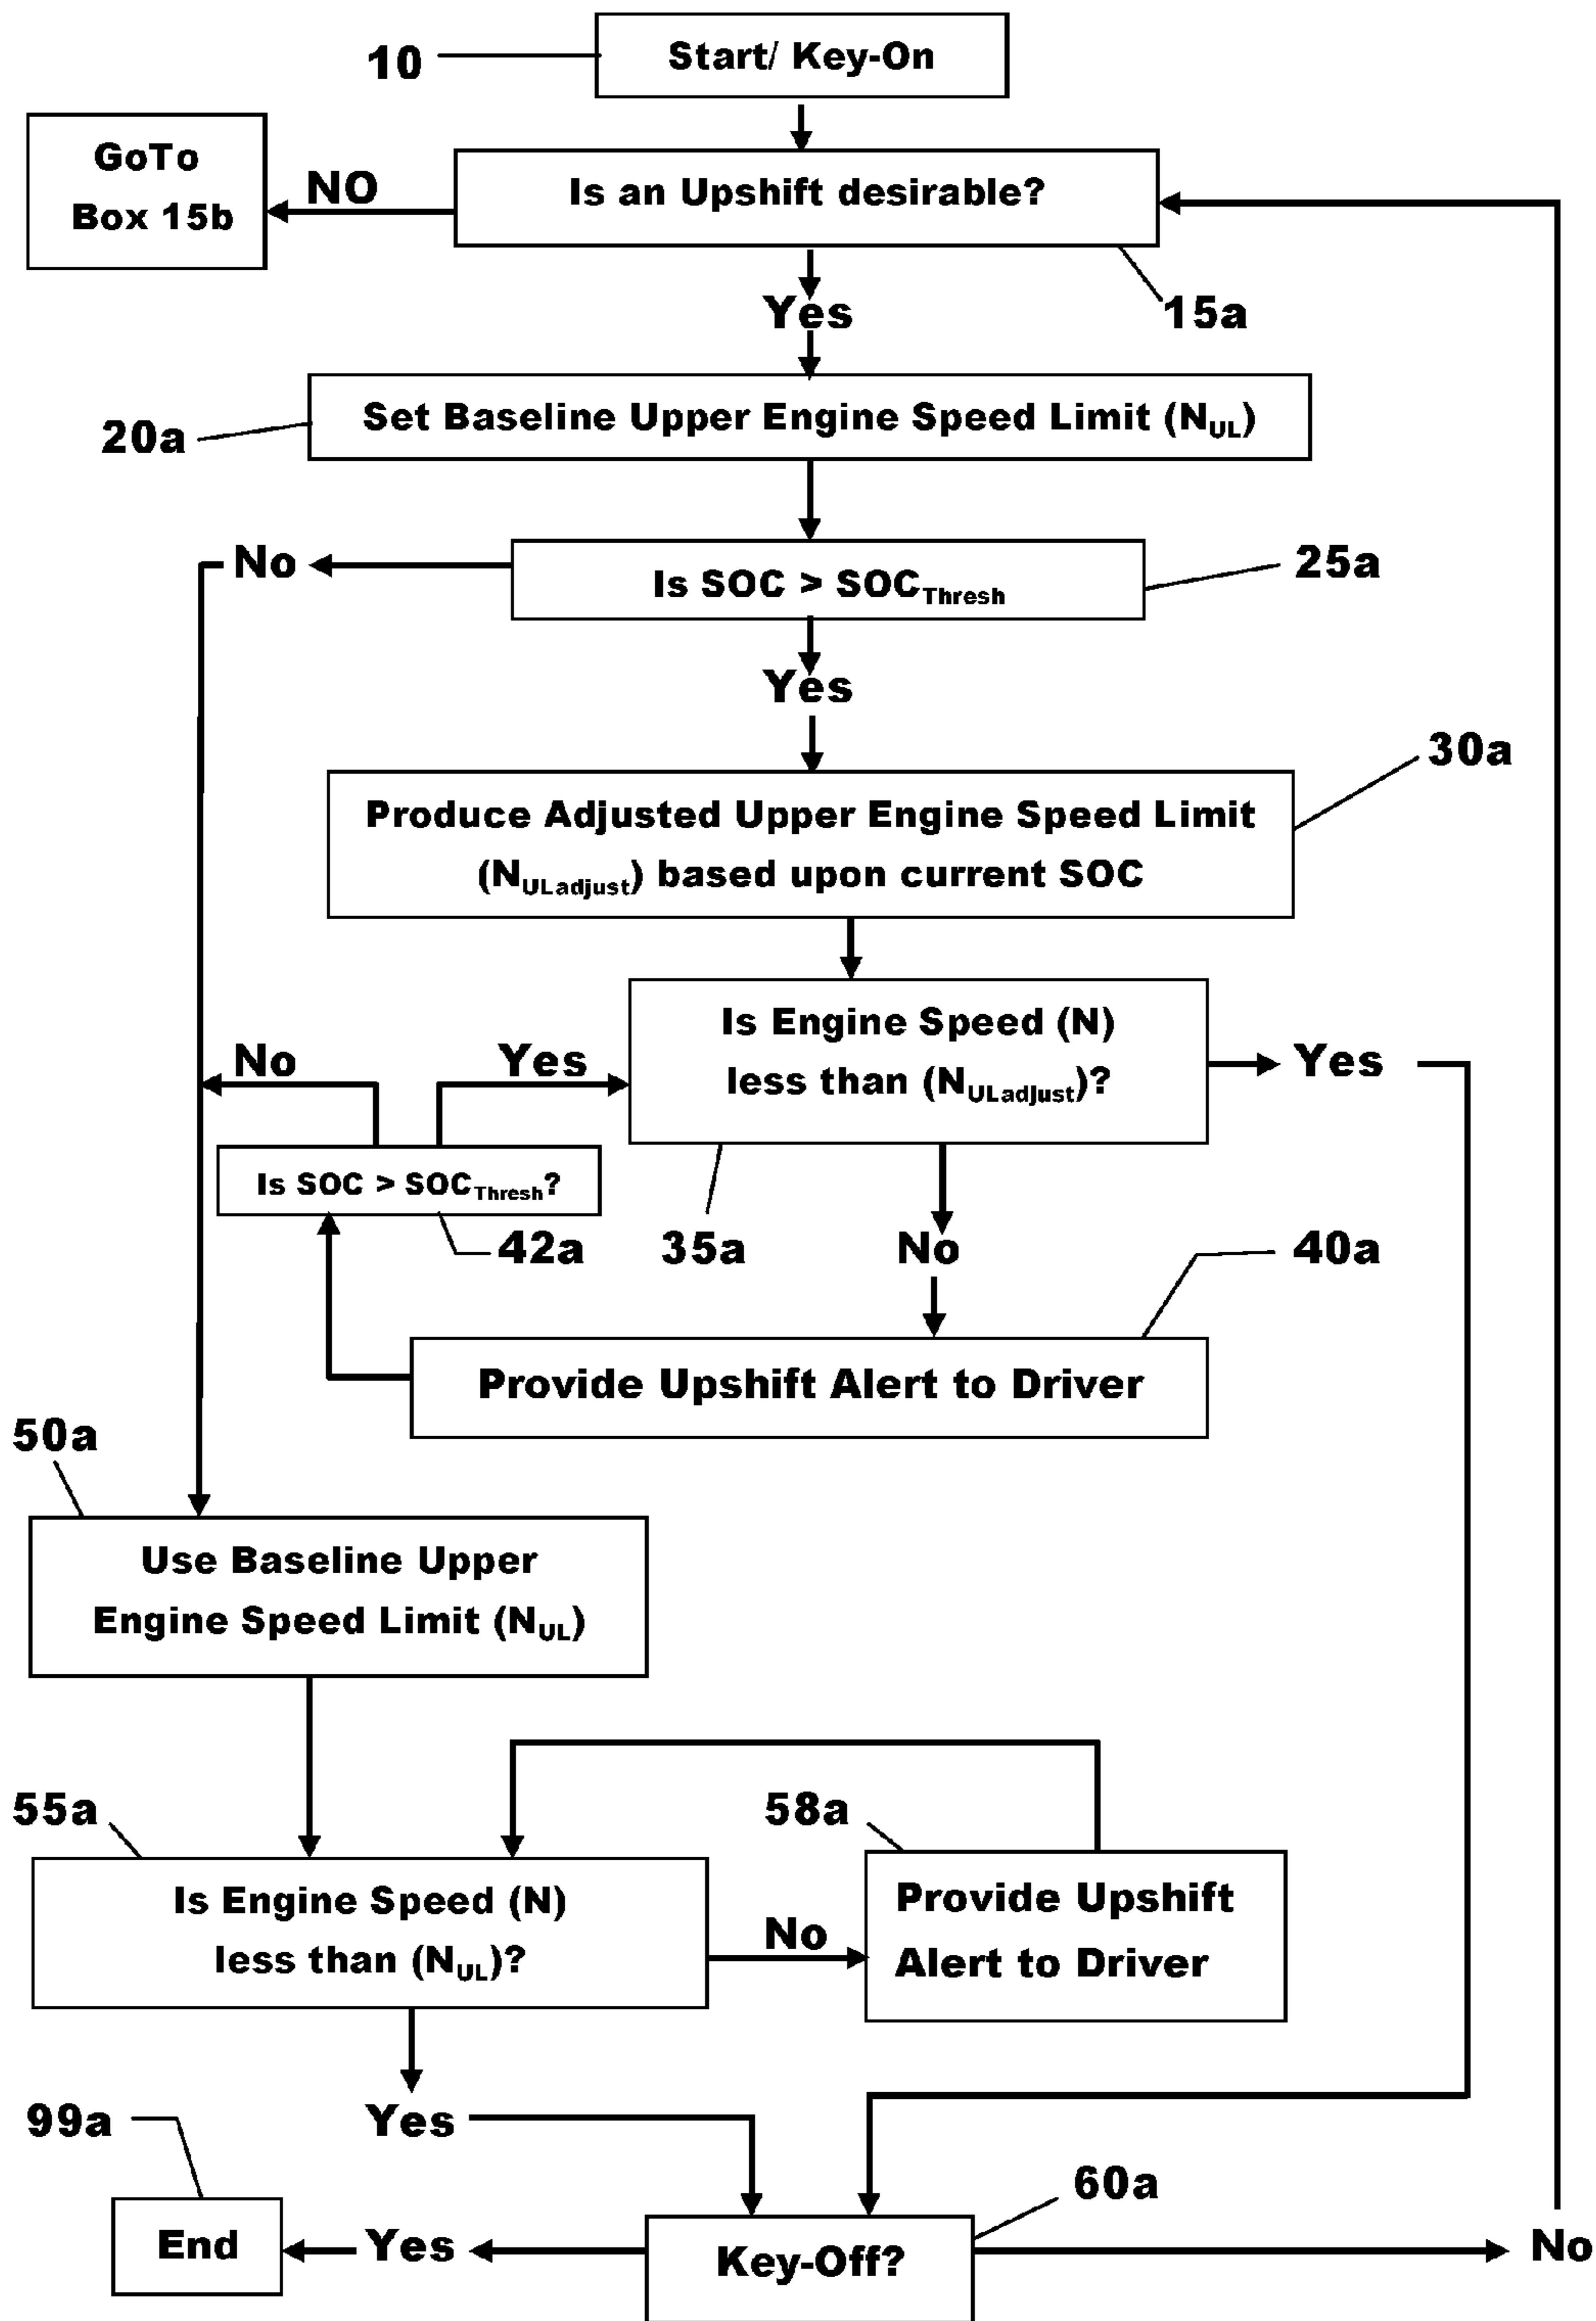 10
Start/ Key-On
GoTo
Box 15b
NO
Is an Upshift desirable?
15a
Yes
20a
Set Baseline Upper Engine Speed Limit (NUL)
No
Is SOC > SOCThresh
25a
Yes
30a
Produce Adjusted Upper Engine Speed Limit
(NULadjust) based upon current SOC
Is Engine Speed (N)
less than (NULadjust)?
Yes
No
Yes
Is SOC > SOCThresh?
42a
35a
No
40a
Provide Upshift Alert to Driver
50a
Use Baseline Upper
Engine Speed Limit (NUL)
55a
58a
Is Engine Speed (N)
less than (NUL)?
No
Provide Upshift
Alert to Driver
99a
Yes
60a
End
Yes
Key-Off?
No